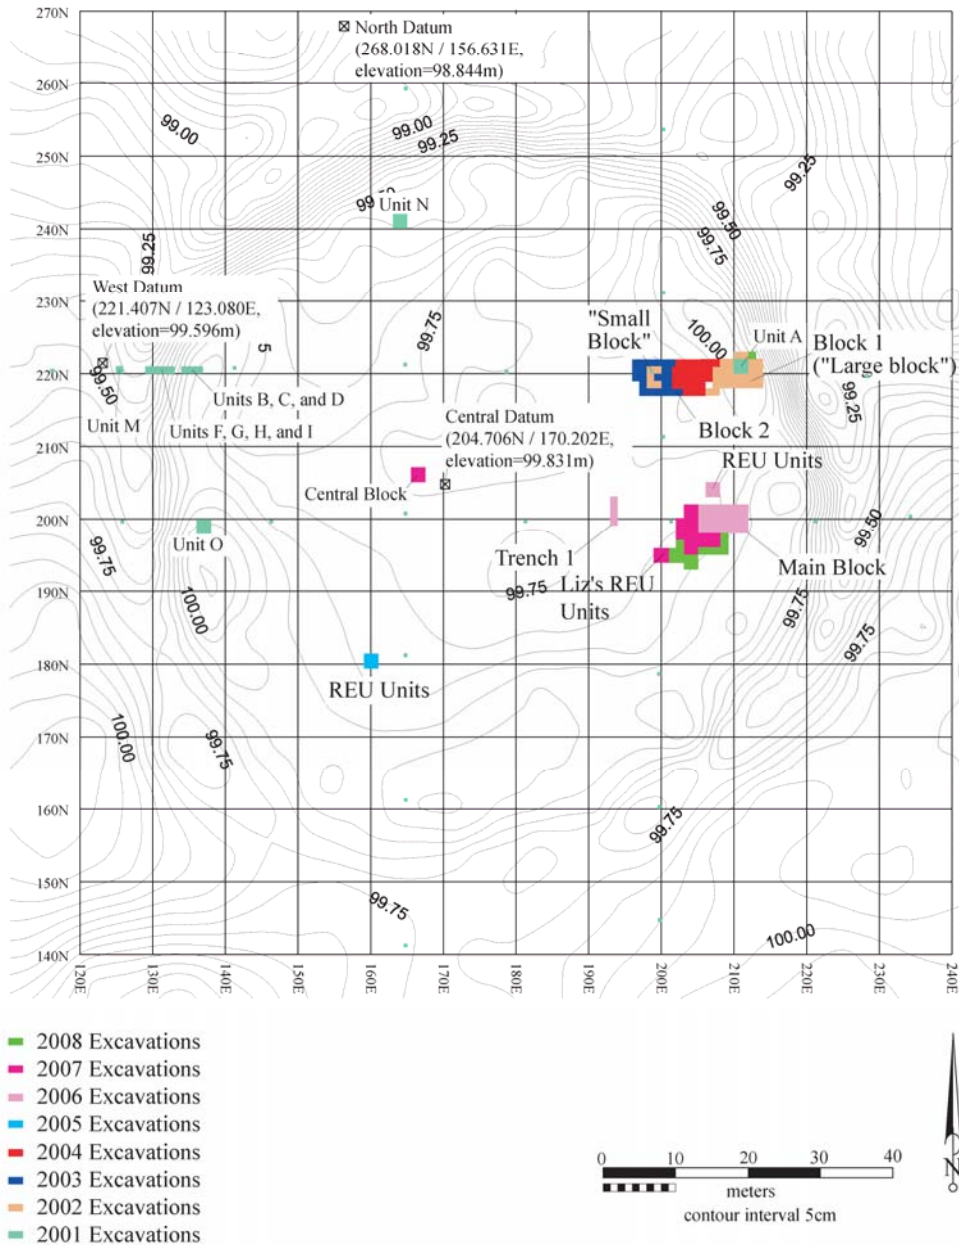 270N
North Datum
(268.018N / 156.631E,
elevation=98.844m)
260N
99.00
99.00
99.25
250N
99.25
Unit N
99.50
240N
99.75
99.25
West Datum
(221.407N / 123.080E,
elevation=99.596m)
230N
99.75
"Small
Block"
100.00
Unit A
Block 1
("Large block")
5
220N
99.50
99.25
Units B, C, and D
Unit M
Units F, G, H, and I
Central Datum
(204.706N / 170.202E,
elevation=99.831m)
Block 2
210N
REU Units
Central Block
200N
99.50
Unit O
99.75
Trench 1
Main Block
190N
99.75
Liz's REU
Units
100.00
99.75
99.75
180N
REU Units
170N
100.00
99.75
160N
99.75
150N
99.75
100.00
140N
120E
130E
140E
150E
160E
170E
180E
190E
200E
210E
220E
230E
240E
2008 Excavations
2007 Excavations
2006 Excavations
2005 Excavations
2004 Excavations
2003 Excavations
2002 Excavations
2001 Excavations
0 10 20 30 40
meters
contour interval 5cm
N